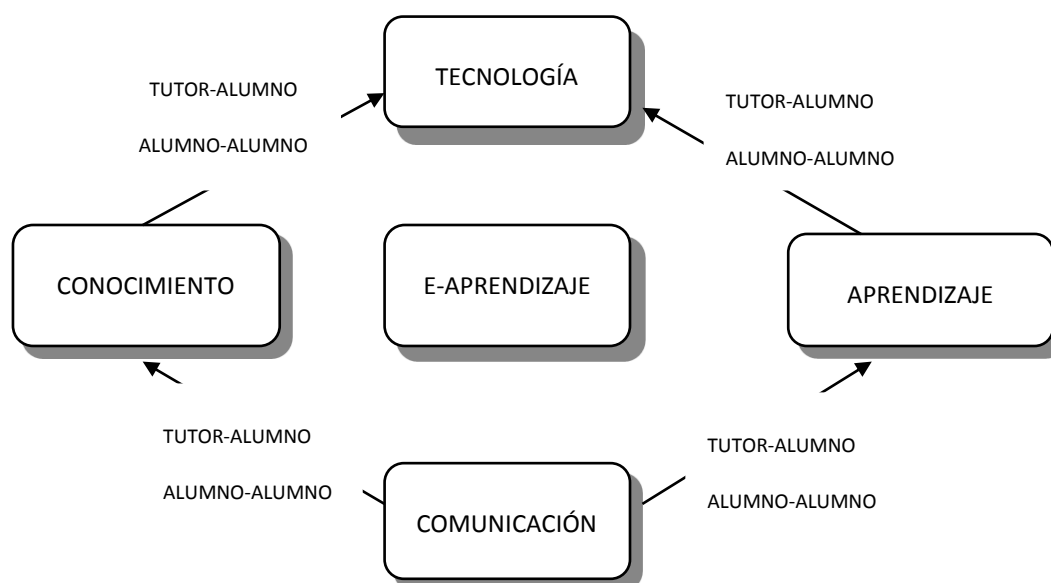 TECNOLOGÍA
TUTOR-ALUMNO
ALUMNO-ALUMNO
TUTOR-ALUMNO
ALUMNO-ALUMNO
CONOCIMIENTO
E-APRENDIZAJE
APRENDIZAJE
TUTOR-ALUMNO
ALUMNO-ALUMNO
TUTOR-ALUMNO
ALUMNO-ALUMNO
COMUNICACIÓN